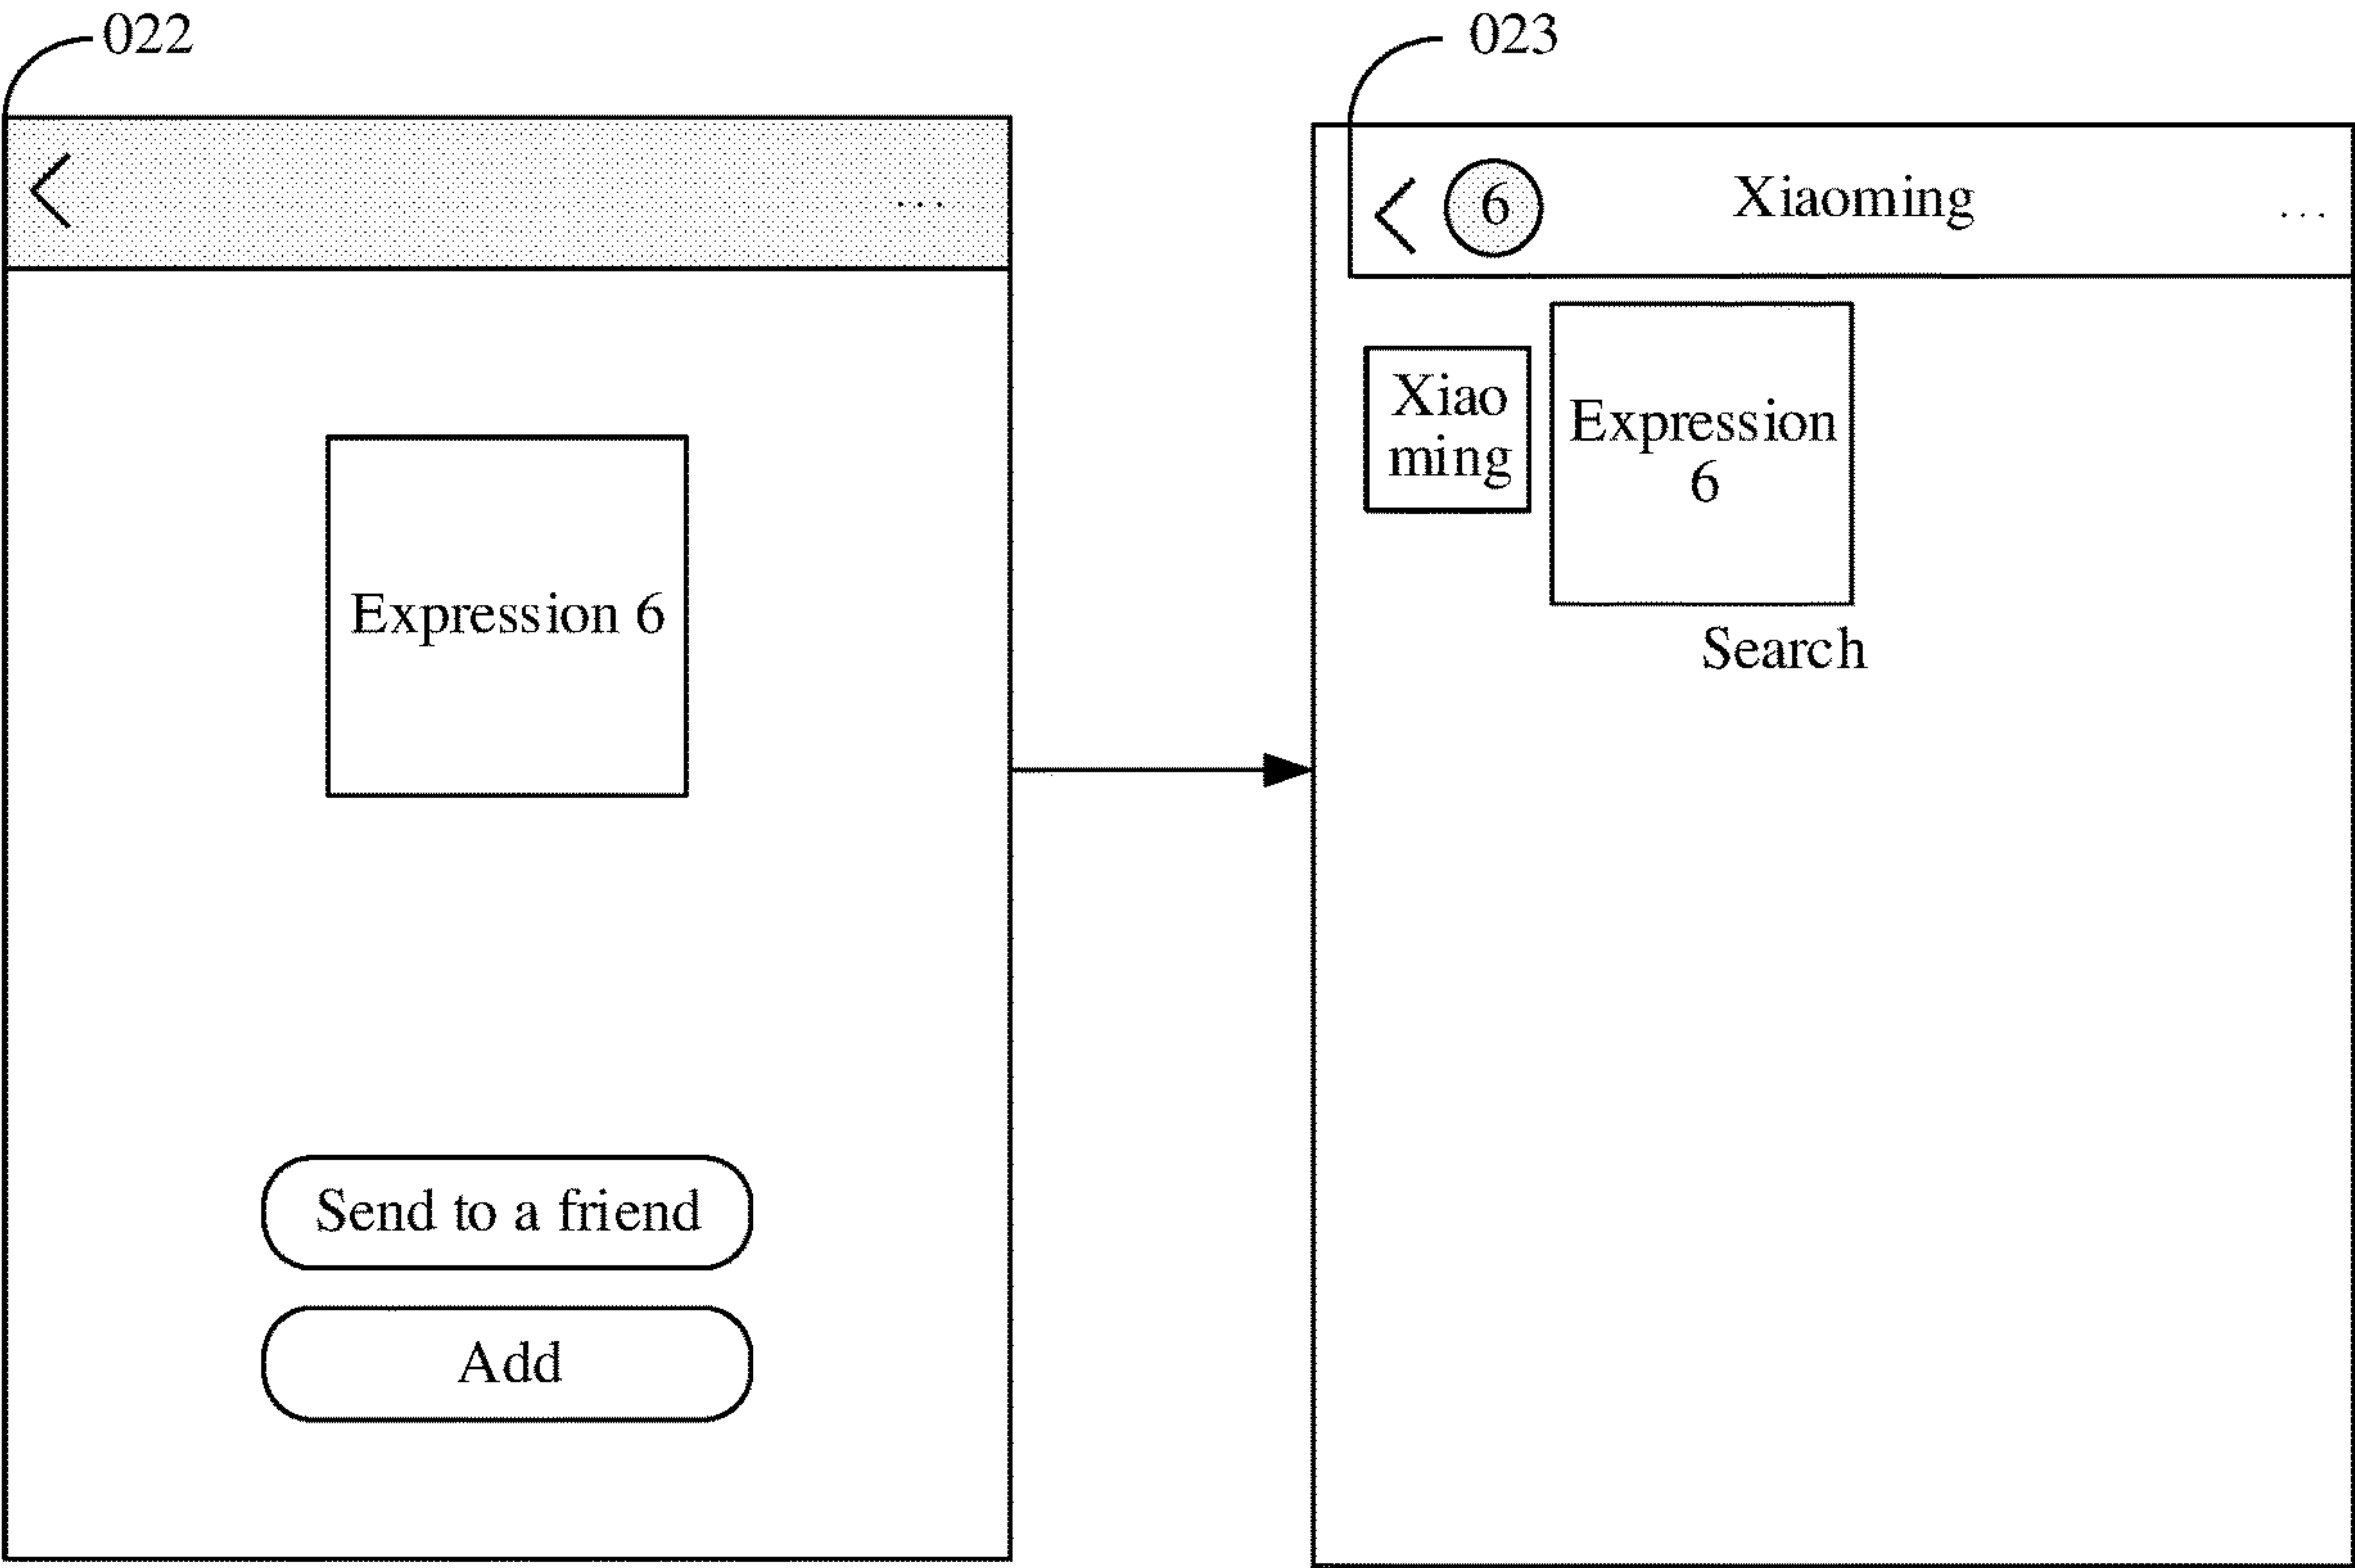 022
...
Expression 6
Send to a friend
Add
023
6
Xiaoming
...
Xiao
ming
Expression
6
Search